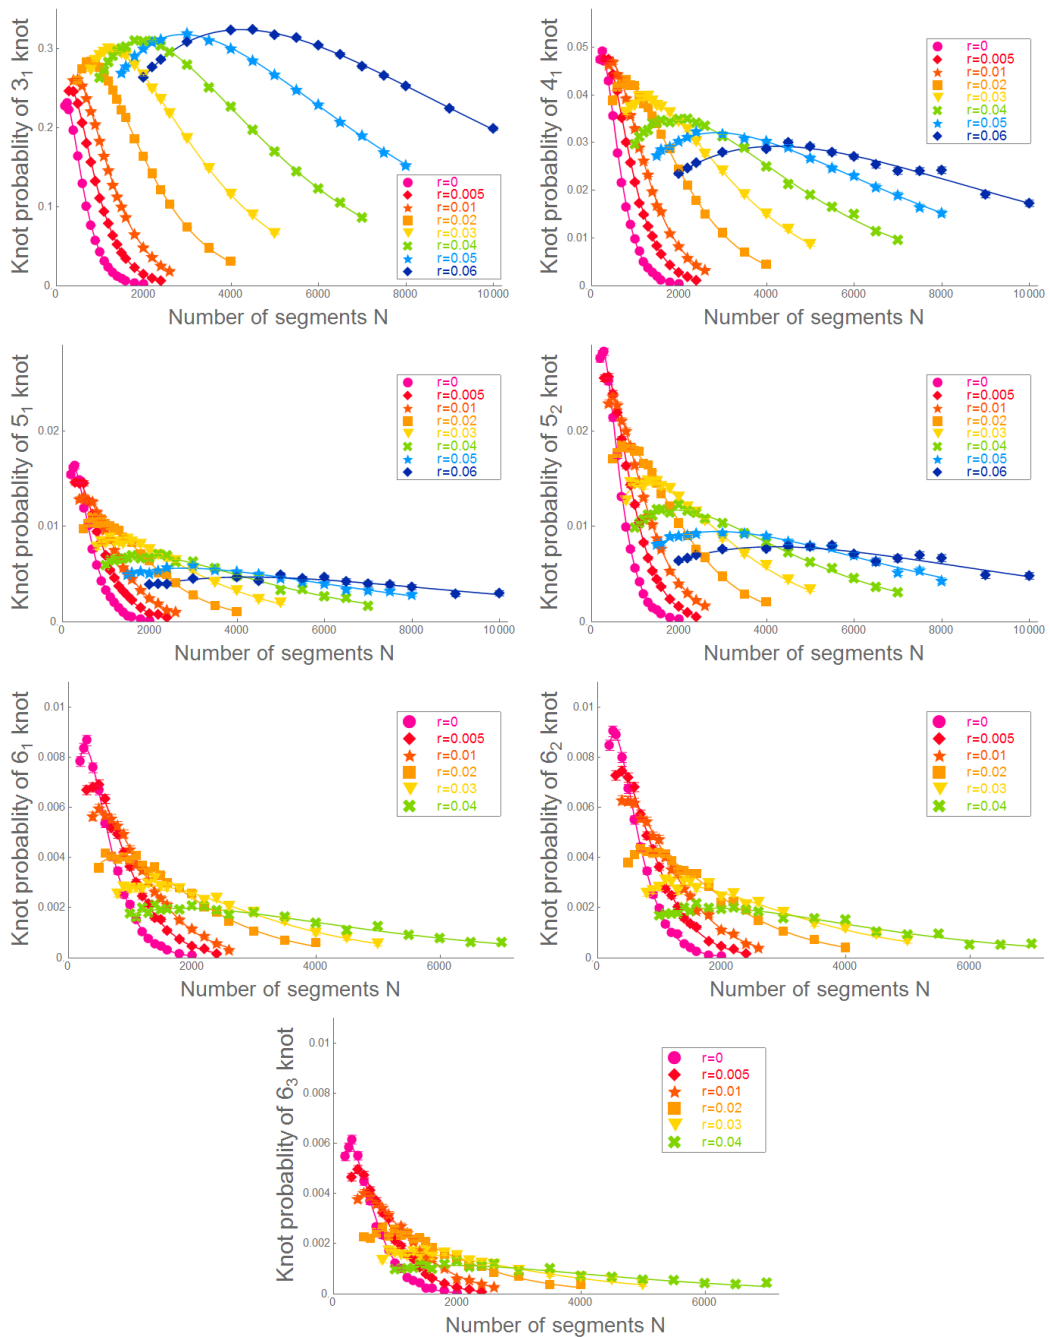 Knot probablity of 3₁ knot
0.3
0.2
0.1
0
0 2000 4000 6000 8000 10000
Number of segments N
r=0
r=0.005
r=0.01
r=0.02
r=0.03
r=0.04
r=0.05
r=0.06
Knot probablity of 4₁ knot
0.05
0.04
0.03
0.02
0.01
0
0 2000 4000 6000 8000 10000
Number of segments N
r=0
r=0.005
r=0.01
r=0.02
r=0.03
r=0.04
r=0.05
r=0.06
Knot probablity of 5₁ knot
0.02
0.01
0
0 2000 4000 6000 8000 10000
Number of segments N
r=0
r=0.005
r=0.01
r=0.02
r=0.03
r=0.04
r=0.05
r=0.06
Knot probablity of 5₂ knot
0.02
0.01
0
0 2000 4000 6000 8000 10000
Number of segments N
r=0
r=0.005
r=0.01
r=0.02
r=0.03
r=0.04
r=0.05
r=0.06
Knot probablity of 6₁ knot
0.01
0.008
0.006
0.004
0.002
0
0 2000 4000 6000
Number of segments N
r=0
r=0.005
r=0.01
r=0.02
r=0.03
r=0.04
Knot probablity of 6₂ knot
0.01
0.008
0.006
0.004
0.002
0
0 2000 4000 6000
Number of segments N
r=0
r=0.005
r=0.01
r=0.02
r=0.03
r=0.04
Knot probablity of 6₃ knot
0.01
0.008
0.006
0.004
0.002
0
0 2000 4000 6000
Number of segments N
r=0
r=0.005
r=0.01
r=0.02
r=0.03
r=0.04